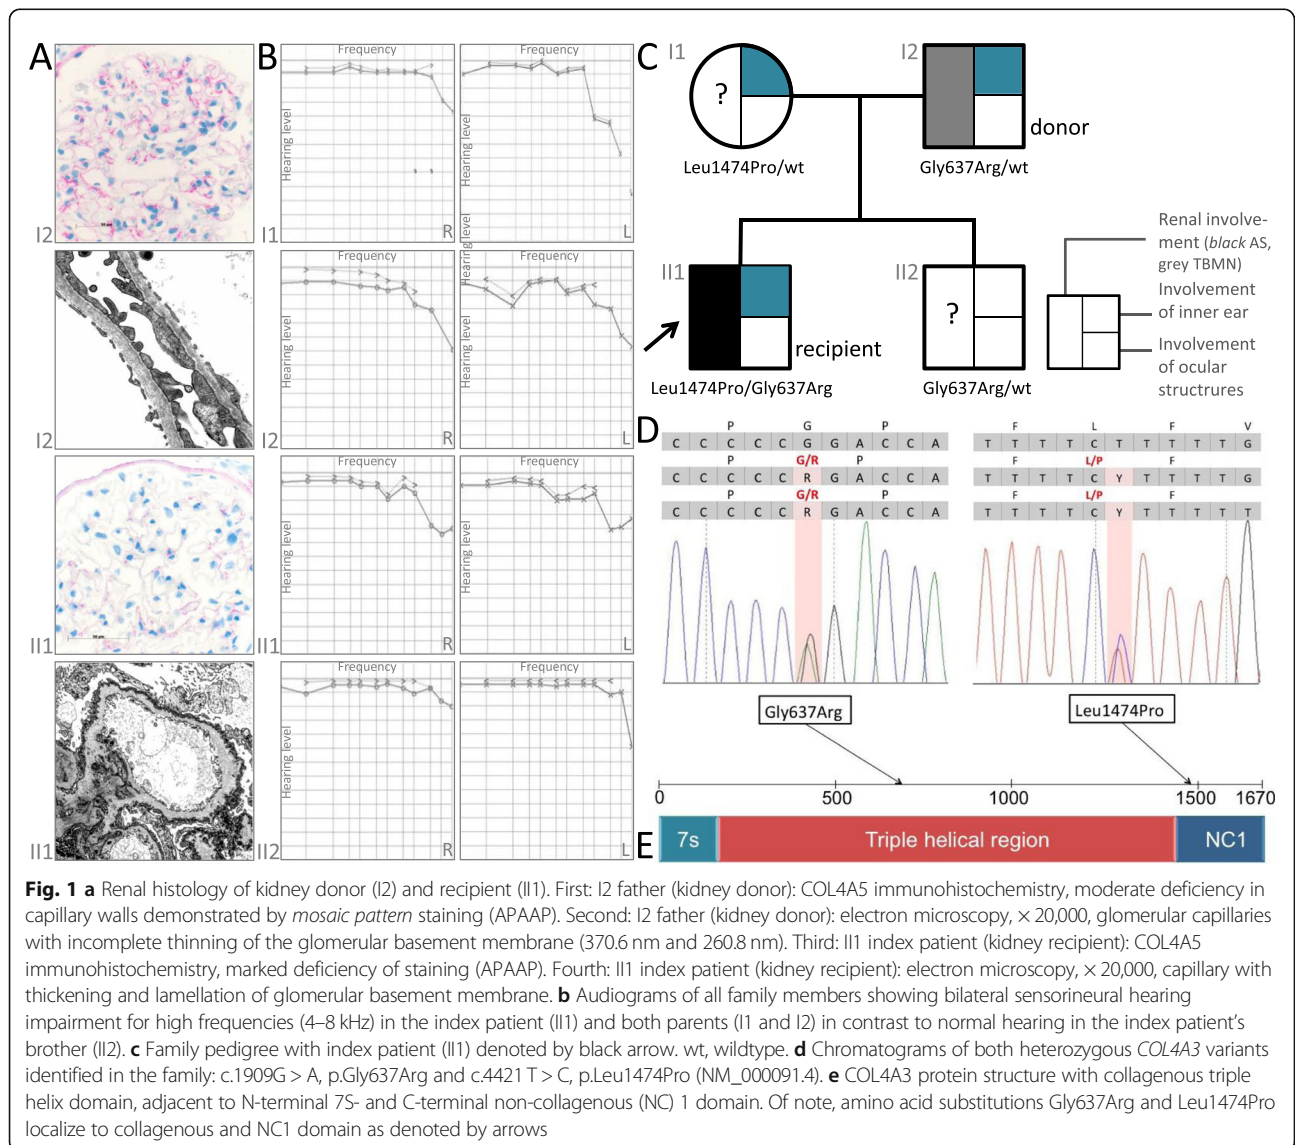 A
B
C
Frequency
Frequency
Hearing level
Hearing level
I2
I1
R
L
Frequency
Frequency
Hearing level
Hearing level
I2
I2
R
L
Frequency
Frequency
Hearing level
Hearing level
II1
II1
R
L
Frequency
Frequency
Hearing level
II1
II2
R
L
I1
?
I2
donor
Leu1474Pro/wt
Gly637Arg/wt
II1
recipient
II2
?
Leu1474Pro/Gly637Arg
Gly637Arg/wt
Renal involve-
ment (black AS,
grey TBMN)
Involvement
of inner ear
Involvement
of ocular
structrures
D
P G P
C C C C C G G A C C A
P G/R P
C C C C C R G A C C A
P G/R P
C C C C C R G A C C A
F L F V
T T T T C T T T T T G
F L/P F
T T T T C Y T T T T G
F L/P F
T T T T C Y T T T T T
Gly637Arg
Leu1474Pro
0 500 1000 1500 1670
E
7s Triple helical region NC1
Fig. 1 a Renal histology of kidney donor (I2) and recipient (II1). First: I2 father (kidney donor): COL4A5 immunohistochemistry, moderate deficiency in
capillary walls demonstrated by mosaic pattern staining (APAAP). Second: I2 father (kidney donor): electron microscopy, × 20,000, glomerular capillaries
with incomplete thinning of the glomerular basement membrane (370.6 nm and 260.8 nm). Third: II1 index patient (kidney recipient): COL4A5
immunohistochemistry, marked deficiency of staining (APAAP). Fourth: II1 index patient (kidney recipient): electron microscopy, × 20,000, capillary with
thickening and lamellation of glomerular basement membrane. b Audiograms of all family members showing bilateral sensorineural hearing
impairment for high frequencies (4–8 kHz) in the index patient (II1) and both parents (I1 and I2) in contrast to normal hearing in the index patient's
brother (II2). c Family pedigree with index patient (II1) denoted by black arrow. wt, wildtype. d Chromatograms of both heterozygous COL4A3 variants
identified in the family: c.1909G > A, p.Gly637Arg and c.4421 T > C, p.Leu1474Pro (NM_000091.4). e COL4A3 protein structure with collagenous triple
helix domain, adjacent to N-terminal 7S- and C-terminal non-collagenous (NC) 1 domain. Of note, amino acid substitutions Gly637Arg and Leu1474Pro
localize to collagenous and NC1 domain as denoted by arrows